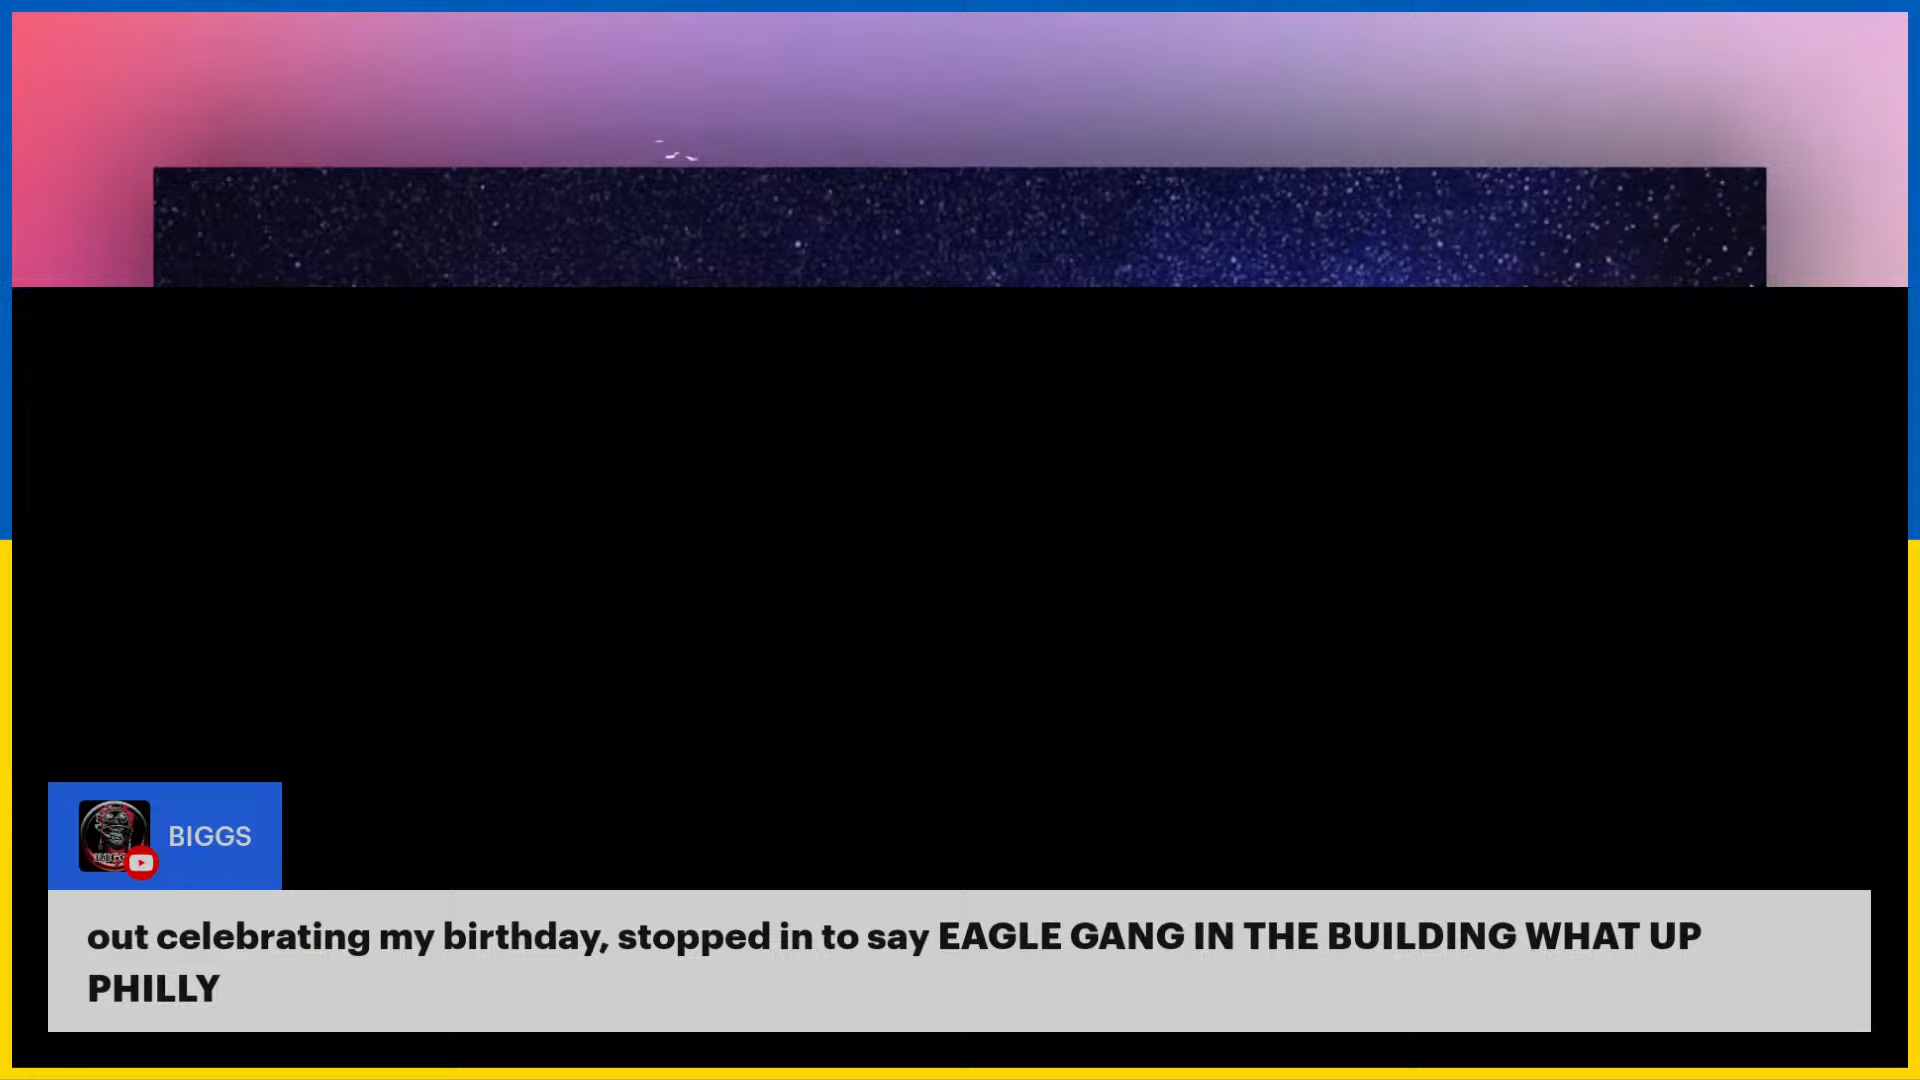 BIGGS
out celebrating my birthday, stopped in to say EAGLE GANG IN THE BUILDING WHAT UP
PHILLY